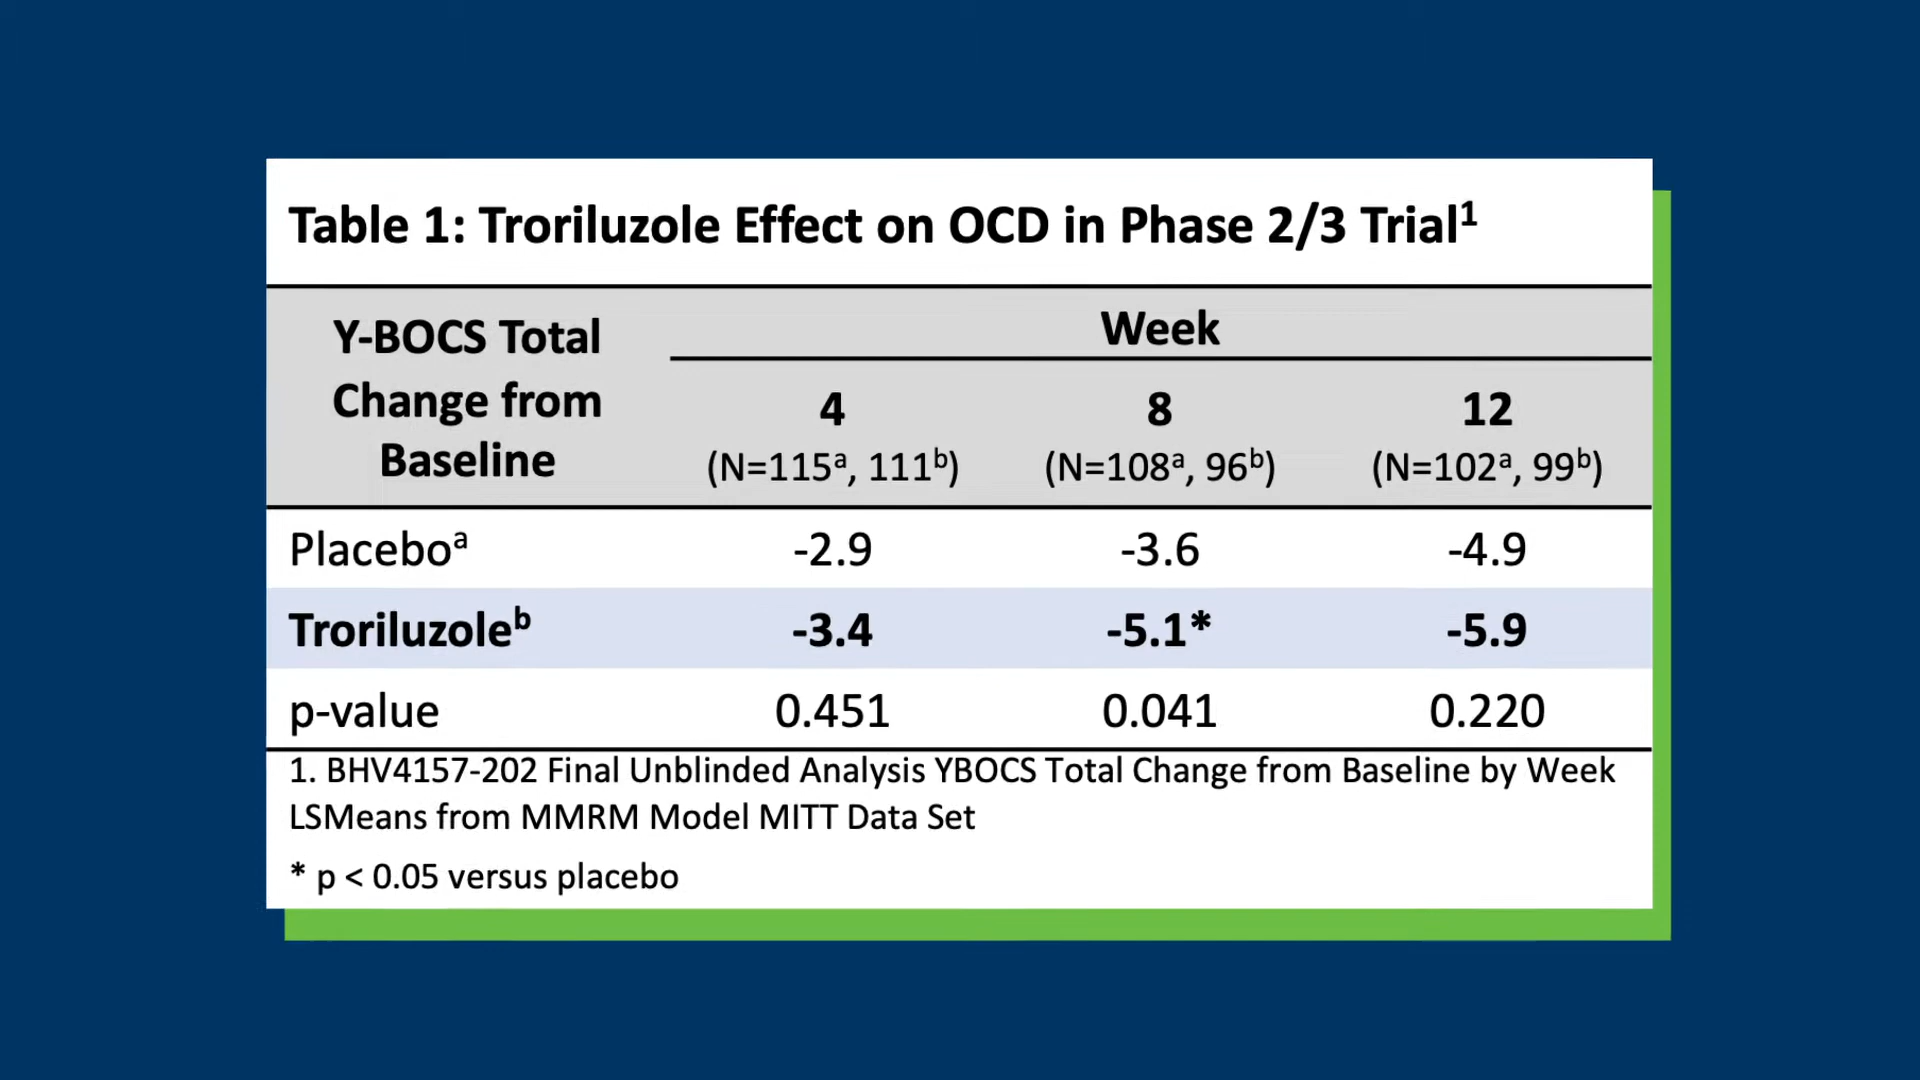 Table 1: Troriluzole Effect on OCD in Phase 2/3 Trial¹
Y-BOCS Total
Change from
Baseline
Week
4 8 12
(N=115ᵃ, 111ᵇ) (N=108ᵃ, 96ᵇ) (N=102ᵃ, 99ᵇ)
Placeboᵃ -2.9 -3.6 -4.9
Troriluzoleᵇ -3.4 -5.1* -5.9
p-value 0.451 0.041 0.220
1. BHV4157-202 Final Unblinded Analysis YBOCS Total Change from Baseline by Week
LSMeans from MMRM Model MITT Data Set
* p < 0.05 versus placebo